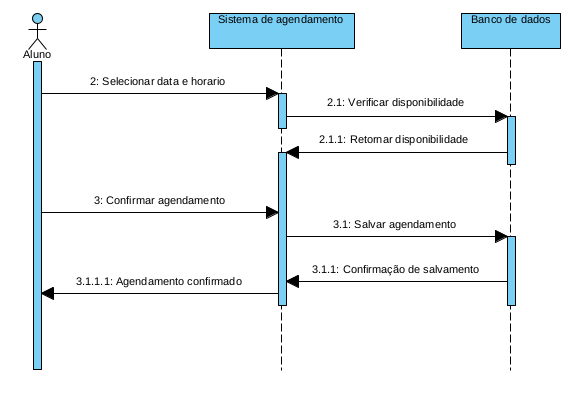 Sistema de agendamento
Banco de dados
Aluno
2: Selecionar data e horario
2.1: Verificar disponibilidade
2.1.1: Retornar disponibilidade
3: Confirmar agendamento
3.1: Salvar agendamento
3.1.1: Confirmação de salvamento
3.1.1.1: Agendamento confirmado